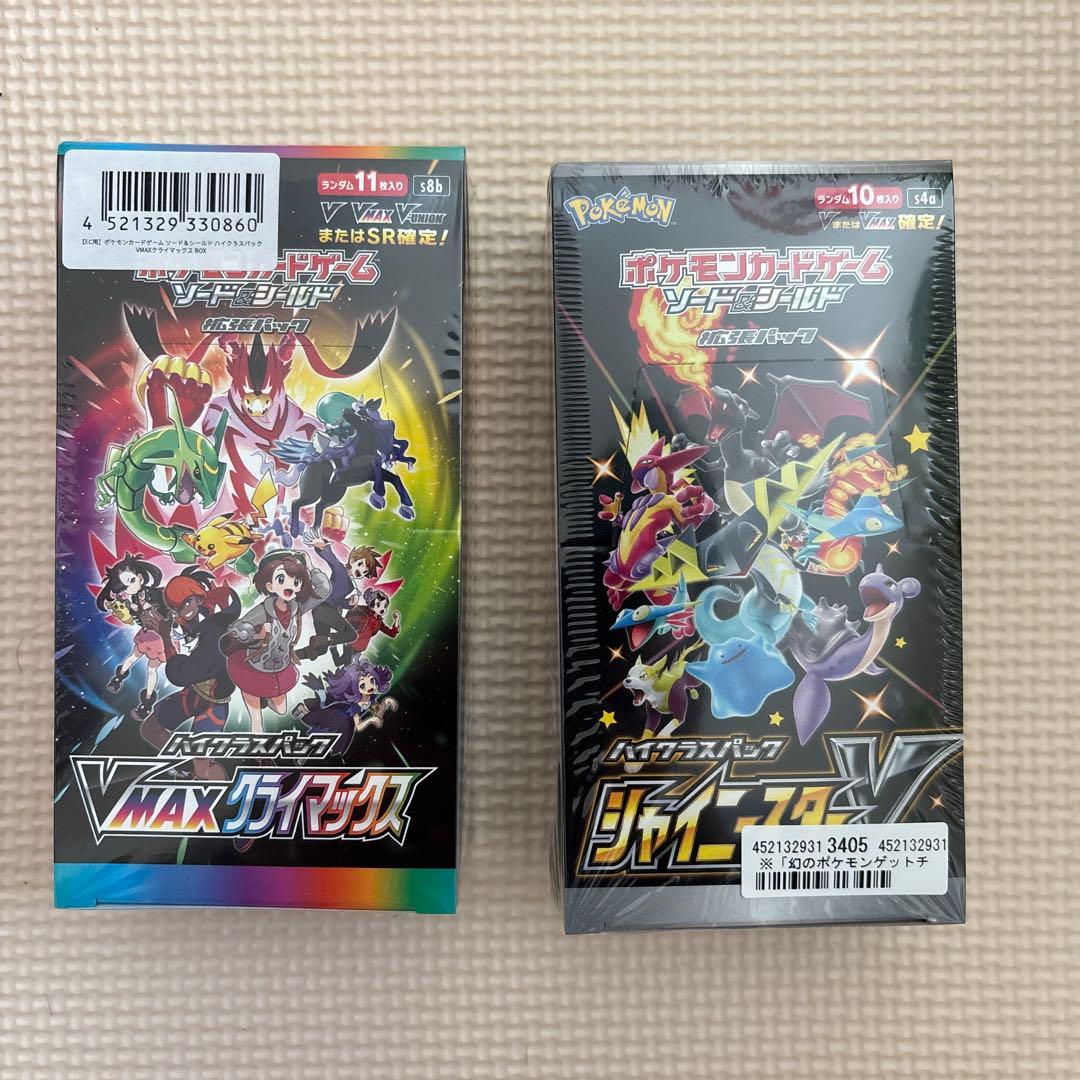 4 521329 330860
【EC用】ポケモンカードゲーム ソード&シールド ハイクラスパック
VMAXクライマックス BOX
ランダム11枚入り s8b
V VMAX V-UNION
またはSR確定!
ポケモンカードゲーム
ソード&シールド
拡張パック
ハイクラスパック
VMAXクライマックス
Pokémon
ランダム10枚入り s4a
VまたはVMAX確定!
ポケモンカードゲーム
ソード&シールド
拡張パック
ハイクラスパック
シャイニースターV
452132931 3405 452132931
※「幻のポケモンゲットチ